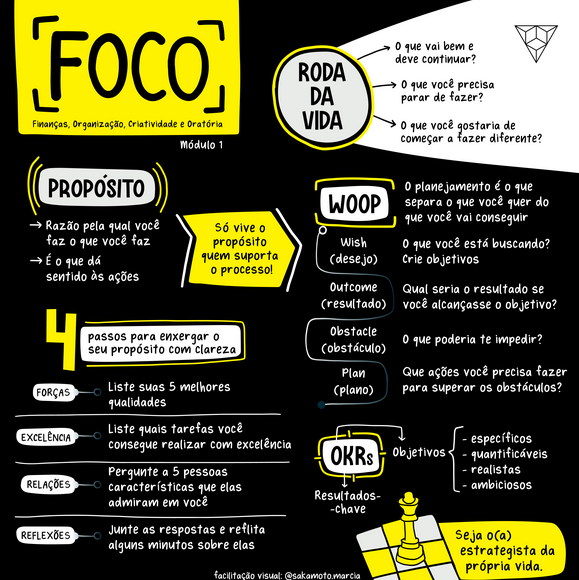 FOCO
Finanças, Organização, Criatividade e Oratória
Módulo 1
RODA
DA
VIDA
O que vai bem e
deve continuar?
O que você precisa
parar de fazer?
O que você gostaria de
começar a fazer diferente?
PROPÓSITO
Razão pela qual você
faz o que você faz
É o que dá
sentido às ações
Só vive o
propósito
quem suporta
o processo!
4
passos para enxergar o
seu propósito com clareza
FORÇAS
Liste suas 5 melhores
qualidades
EXCELÊNCIA
Liste quais tarefas você
consegue realizar com excelência
RELAÇÕES
Pergunte a 5 pessoas
características que elas
admiram em você
REFLEXÕES
Junte as respostas e reflita
alguns minutos sobre elas
WOOP
O planejamento é o que
separa o que você quer do
que você vai conseguir
Wish
(desejo)
O que você está buscando?
Crie objetivos
Outcome
(resultado)
Qual seria o resultado se
você alcançasse o objetivo?
Obstacle
(obstáculo)
O que poderia te impedir?
Plan
(plano)
Que ações você precisa fazer
para superar os obstáculos?
OKRs
Objetivos
- específicos
- quantificáveis
- realistas
- ambiciosos
Resultados-
-chave
Seja o(a)
estrategista da
própria vida.
facilitação visual: @sakamoto.marcia